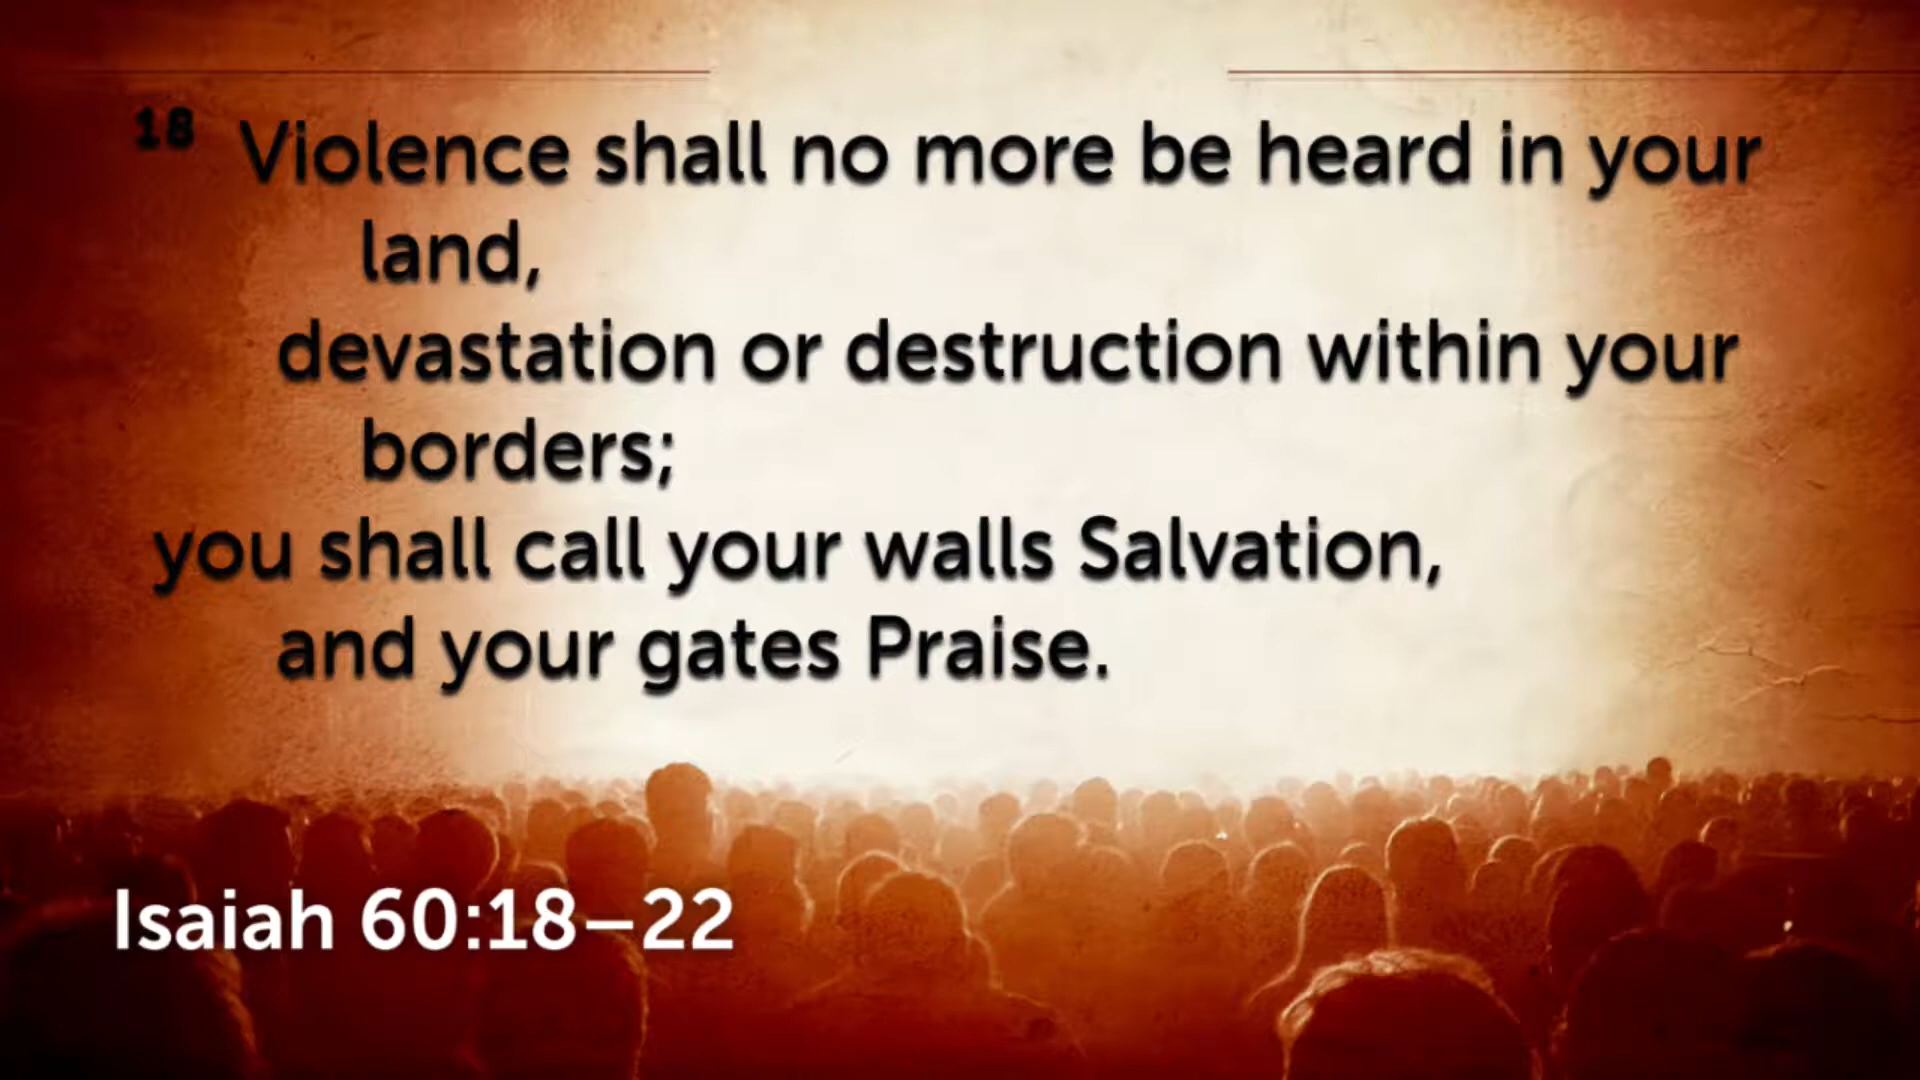 18 Violence shall no more be heard in your
land,
devastation or destruction within your
borders;
you shall call your walls Salvation,
and your gates Praise.
Isaiah 60:18–22